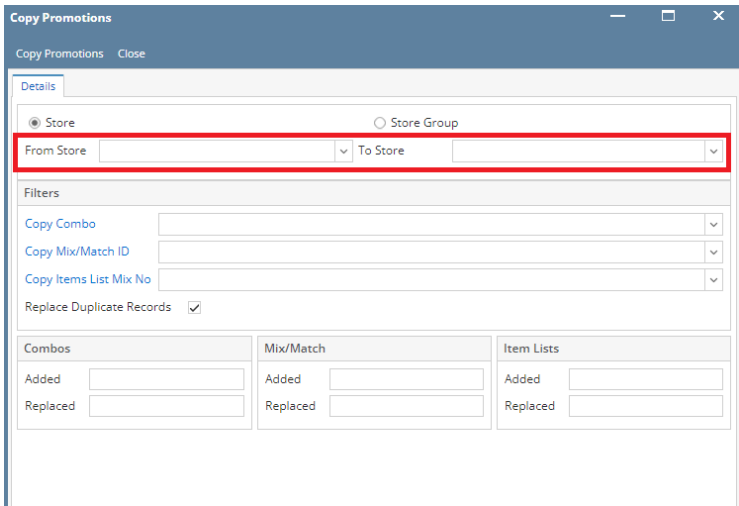 Copy Promotions
Copy Promotions Close
Details
Store Store Group
From Store To Store
Filters
Copy Combo
Copy Mix/Match ID
Copy Items List Mix No
Replace Duplicate Records
Combos Mix/Match Item Lists
Added Added Added
Replaced Replaced Replaced